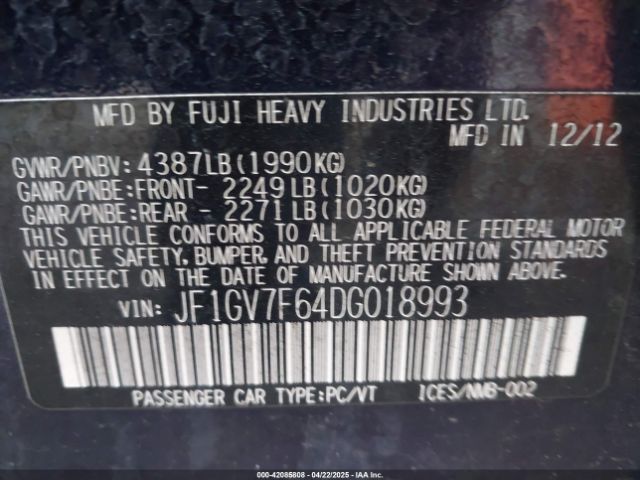 MFD BY FUJI HEAVY INDUSTRIES LTD.
MFD IN 12/12
GVWR/PNBV: 4387LB(1990KG)
GAWR/PNBE:FRONT- 2249LB(1020KG)
GAWR/PNBE:REAR - 2271LB(1030KG)
THIS VEHICLE CONFORMS TO ALL APPLICABLE FEDERAL MOTOR
VEHICLE SAFETY, BUMPER, AND THEFT PREVENTION STANDARDS
IN EFFECT ON THE DATE OF MANUFACTURE SHOWN ABOVE.
VIN: JF1GV7F64DG018993
PASSENGER CAR TYPE:PC/VT ICES/NMB-002
000-42085808 - 04/22/2025 - IAA Corp.